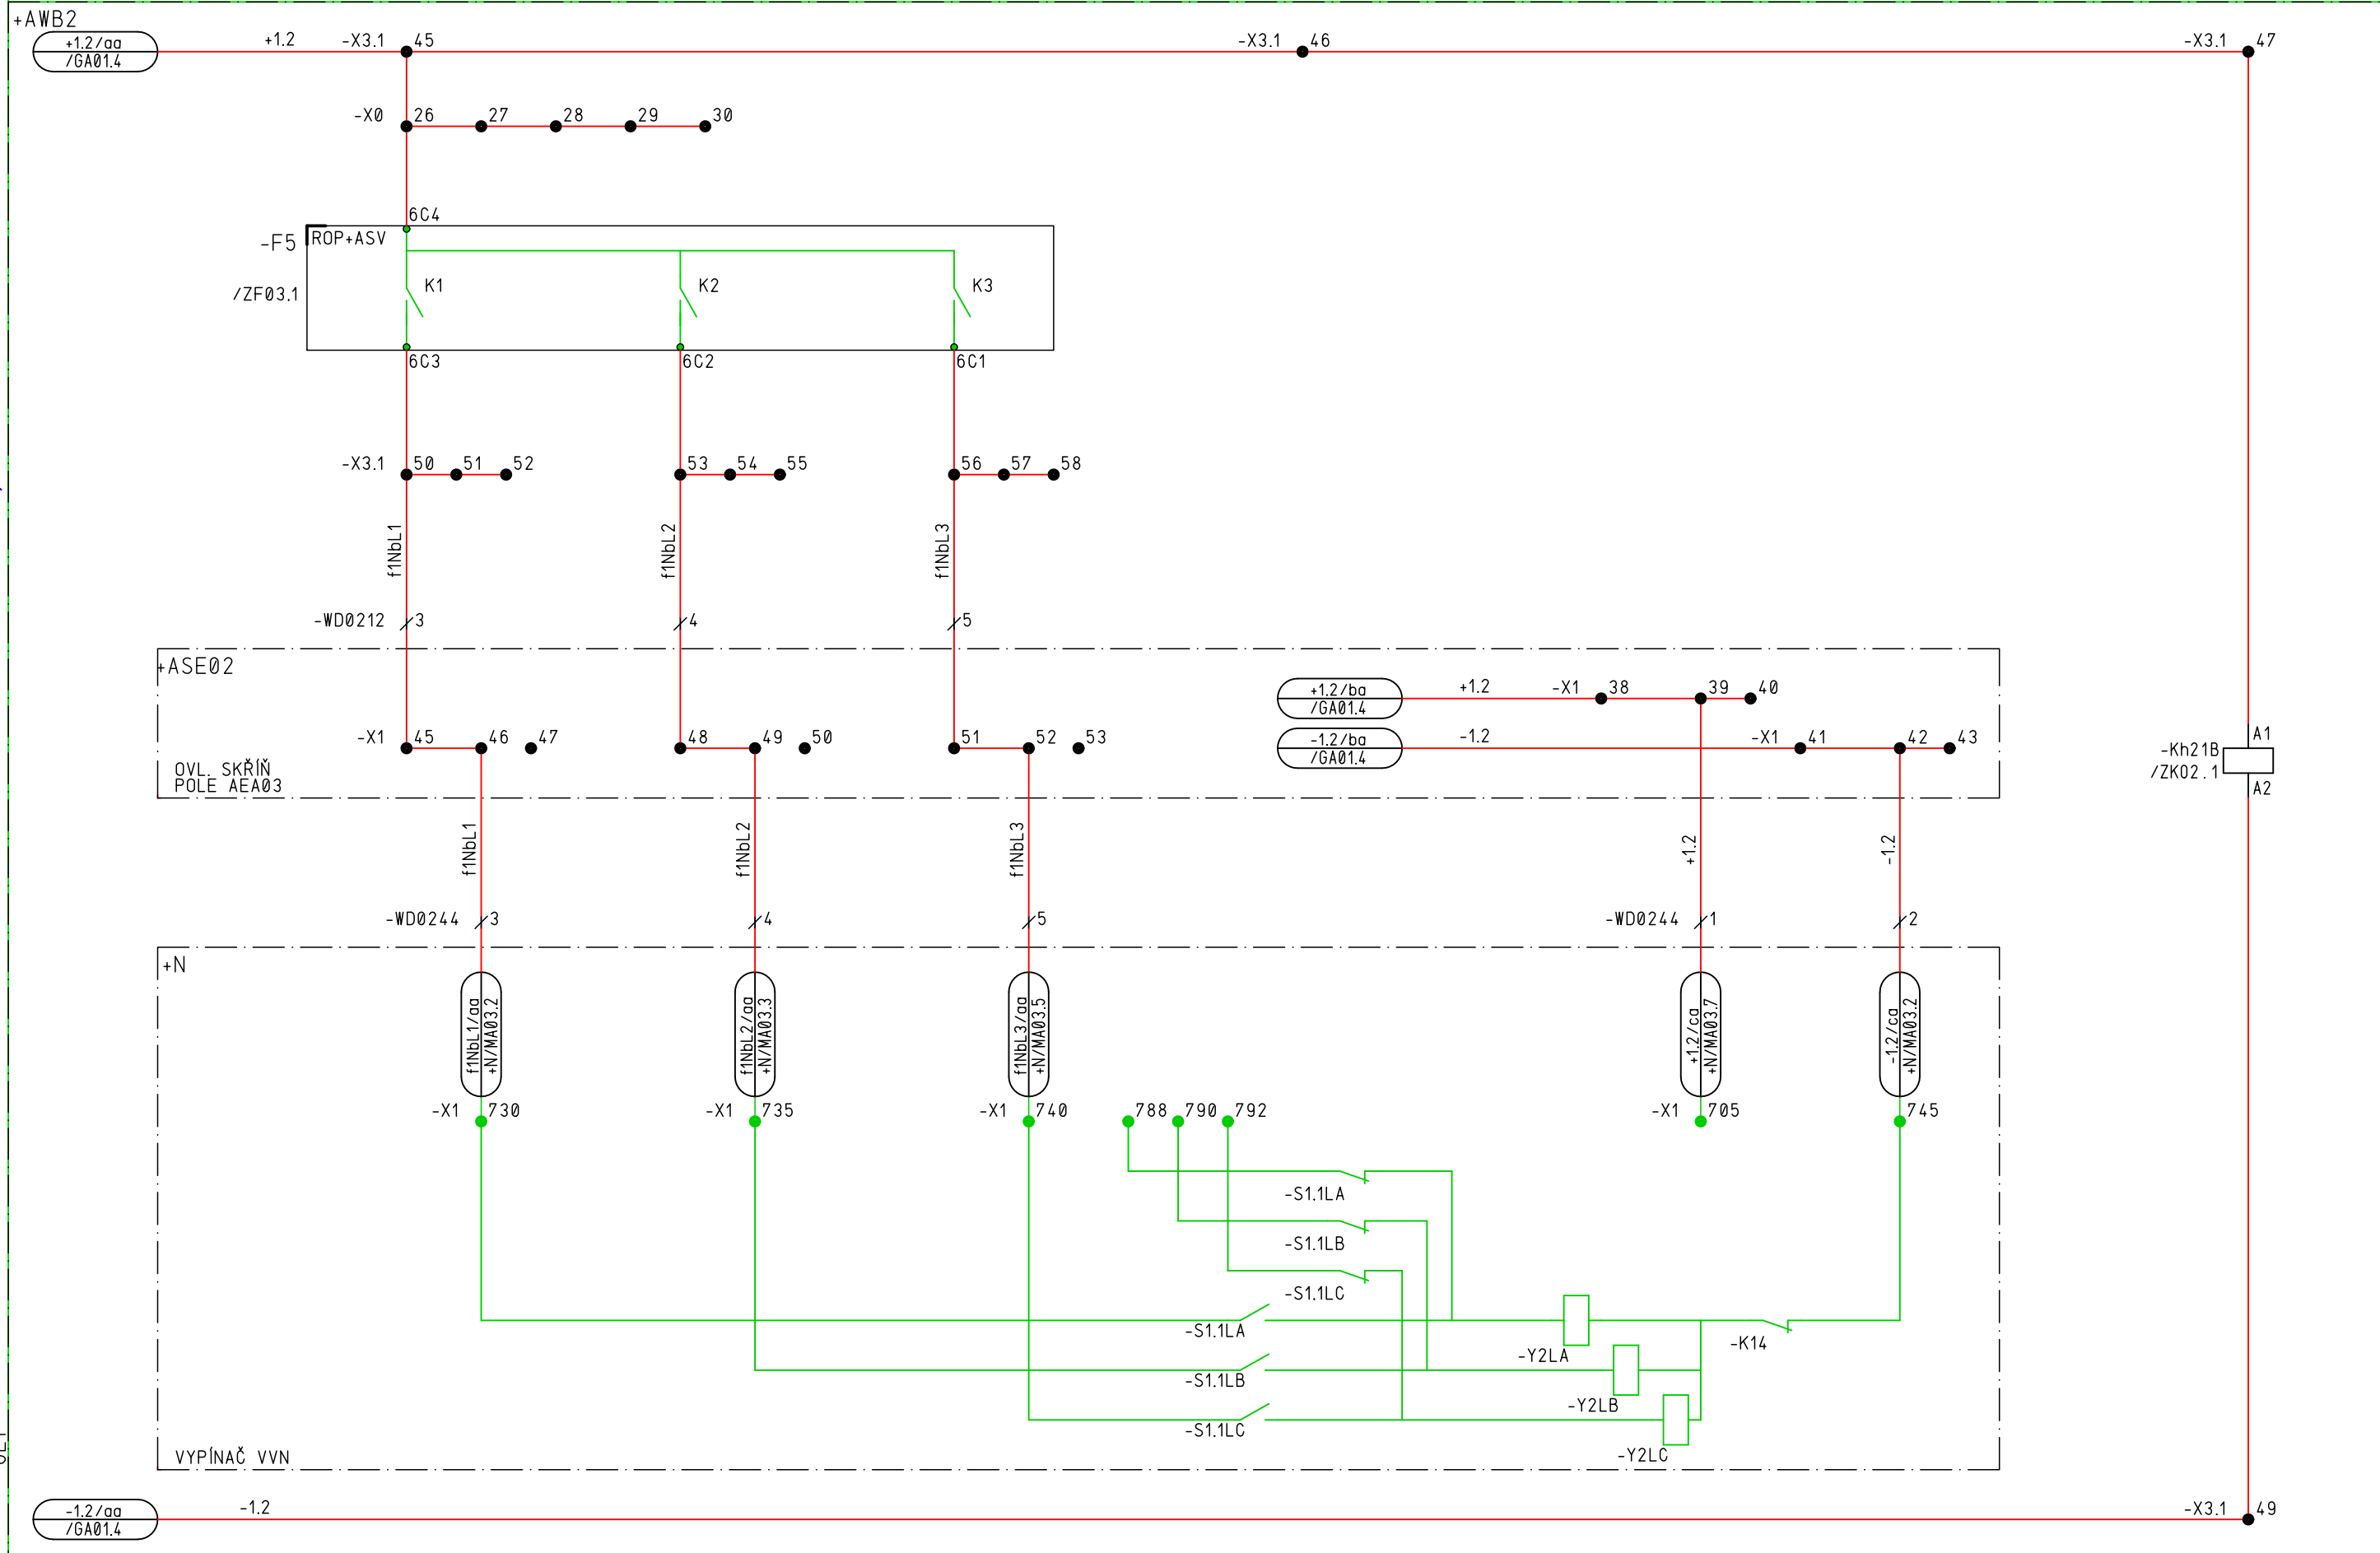 +AWB2
+1.2/aa
/GA01.4
+1.2
-X3.1 45
-X3.1 46
-X3.1 47
-X0 26 27 28 29 30
6C4
-F5
ROP+ASV
/ZF03.1
K1 K2 K3
6C3 6C2 6C1
-X3.1 50 51 52 53 54 55 56 57 58
f1NbL1 f1NbL2 f1NbL3
-WD0212 3 4 5
+ASE02
+1.2/ba
/GA01.4
+1.2
-X1 38 39 40
-1.2/ba
/GA01.4
-1.2
-X1 41 42 43
-X1 45 46 47 48 49 50 51 52 53
OVL. SKŘÍŇ
POLE AEA03
A1
-Kh21B
/ZK02.1
A2
f1NbL1 f1NbL2 f1NbL3 +1.2 -1.2
-WD0244 3 4 5
-WD0244 1 2
+N
f1NbL1/aa
+N/MA03.2
f1NbL2/aa
+N/MA03.3
f1NbL3/aa
+N/MA03.5
+1.2/ca
+N/MA03.7
-1.2/ca
+N/MA03.2
-X1 730
-X1 735
-X1 740
788 790 792
-X1 705
745
-S1.1LA
-S1.1LB
-S1.1LC
-S1.1LA
-S1.1LB
-S1.1LC
-Y2LA
-Y2LB
-Y2LC
-K14
VYPÍNAČ VVN
-1.2/aa
/GA01.4
-1.2
-X3.1 49